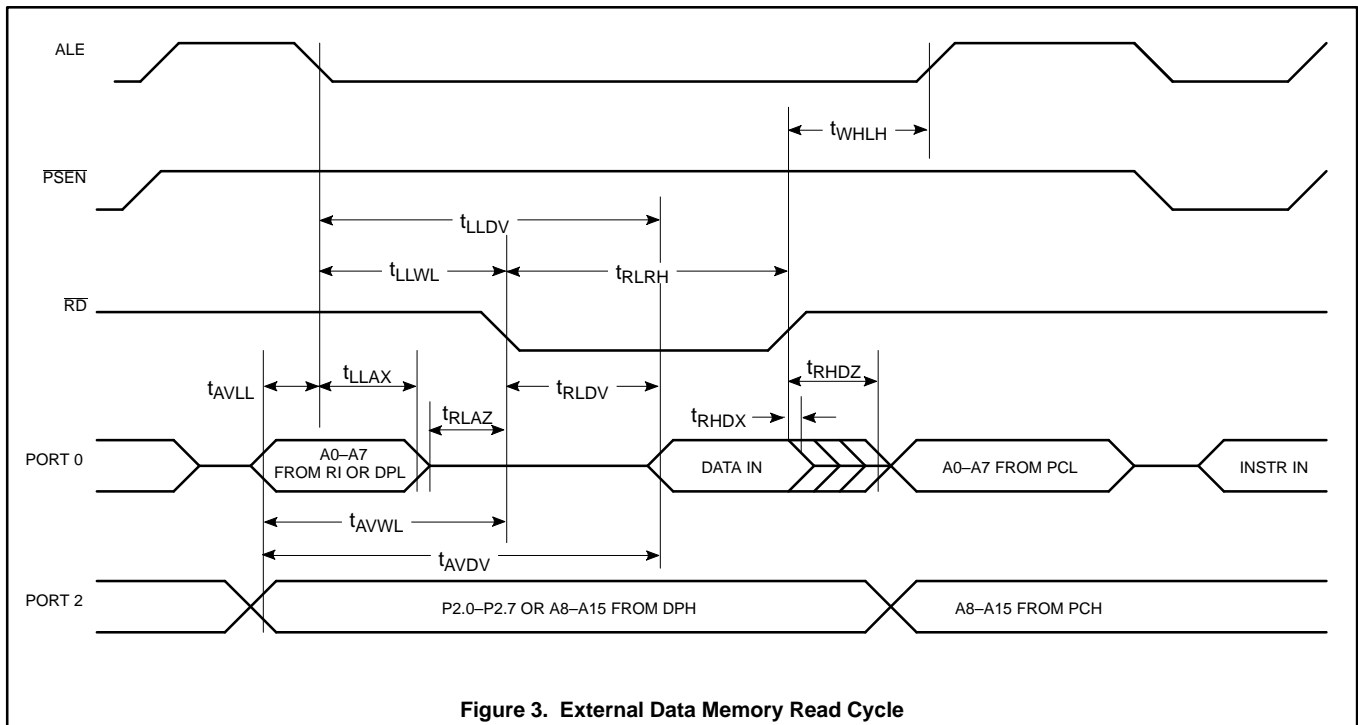 ALE
tWHLH
PSEN
tLLDV
tLLWL
tRLRH
RD
tAVLL
tLLAX
tRLDV
tRHDZ
tRLAZ
tRHDX
PORT 0
A0–A7
FROM RI OR DPL
DATA IN
A0–A7 FROM PCL
INSTR IN
tAVWL
tAVDV
PORT 2
P2.0–P2.7 OR A8–A15 FROM DPH
A8–A15 FROM PCH
Figure 3. External Data Memory Read Cycle